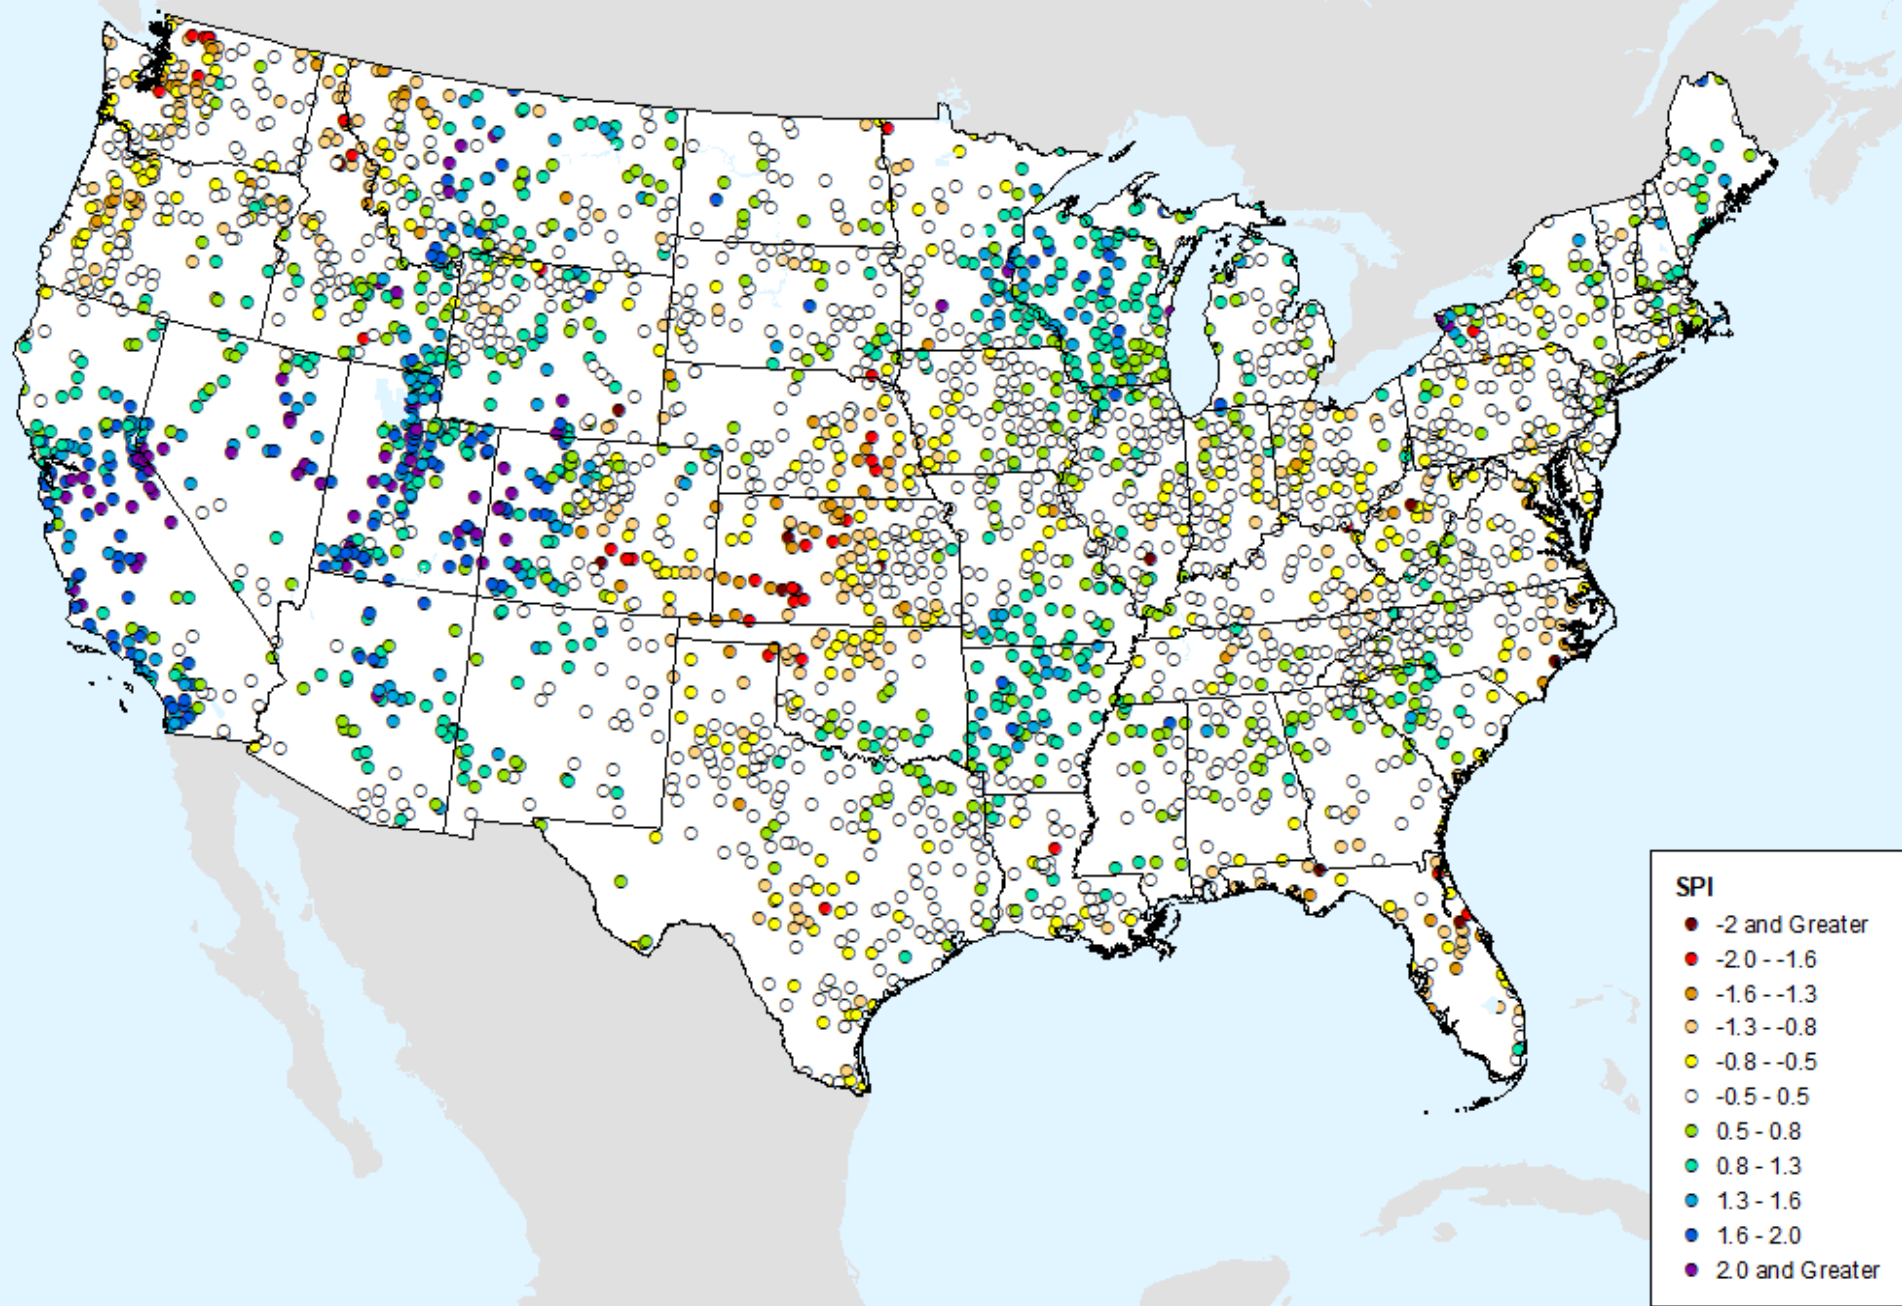 SPI
-2 and Greater
-2.0 - -1.6
-1.6 - -1.3
-1.3 - -0.8
-0.8 - -0.5
-0.5 - 0.5
0.5 - 0.8
0.8 - 1.3
1.3 - 1.6
1.6 - 2.0
2.0 and Greater